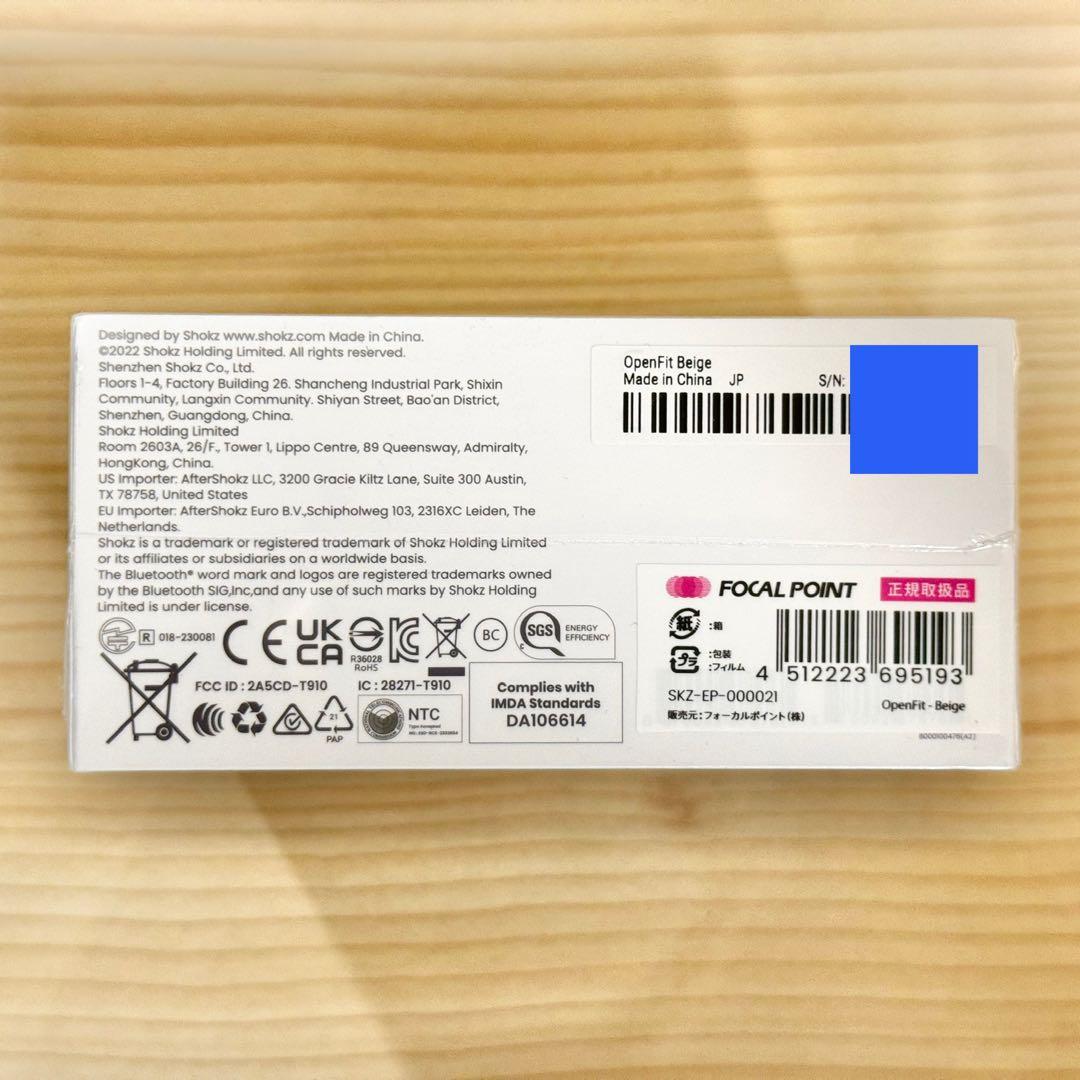 Designed by Shokz www.shokz.com Made in China.
©2022 Shokz Holding Limited. All rights reserved.
Shenzhen Shokz Co., Ltd.
Floors 1-4, Factory Building 26. Shancheng Industrial Park, Shixin
Community, Langxin Community. Shiyan Street, Bao'an District,
Shenzhen, Guangdong, China.
Shokz Holding Limited
Room 2603A, 26/F., Tower 1, Lippo Centre, 89 Queensway, Admiralty,
HongKong, China.
US Importer: AfterShokz LLC, 3200 Gracie Kiltz Lane, Suite 300 Austin,
TX 78758, United States
EU Importer: AfterShokz Euro B.V.,Schipholweg 103, 2316XC Leiden, The
Netherlands.
Shokz is a trademark or registered trademark of Shokz Holding Limited
or its affiliates or subsidiaries on a worldwide basis.
The Bluetooth® word mark and logos are registered trademarks owned
by the Bluetooth SIG,Inc,and any use of such marks by Shokz Holding
Limited is under license.
R 018-230081
CE
UK
CA
R36028
RoHS
BC
SGS ENERGY
EFFICIENCY
FCC ID : 2A5CD-T910
IC : 28271-T910
21
PAP
NTC
Type Accepted
Complies with
IMDA Standards
DA106614
OpenFit Beige
Made in China JP S/N:
FOCAL POINT 正規取扱品
紙 :箱
プラ :包装
:フィルム
4 512223 695193
SKZ-EP-000021
OpenFit - Beige
販売元:フォーカルポイント(株)